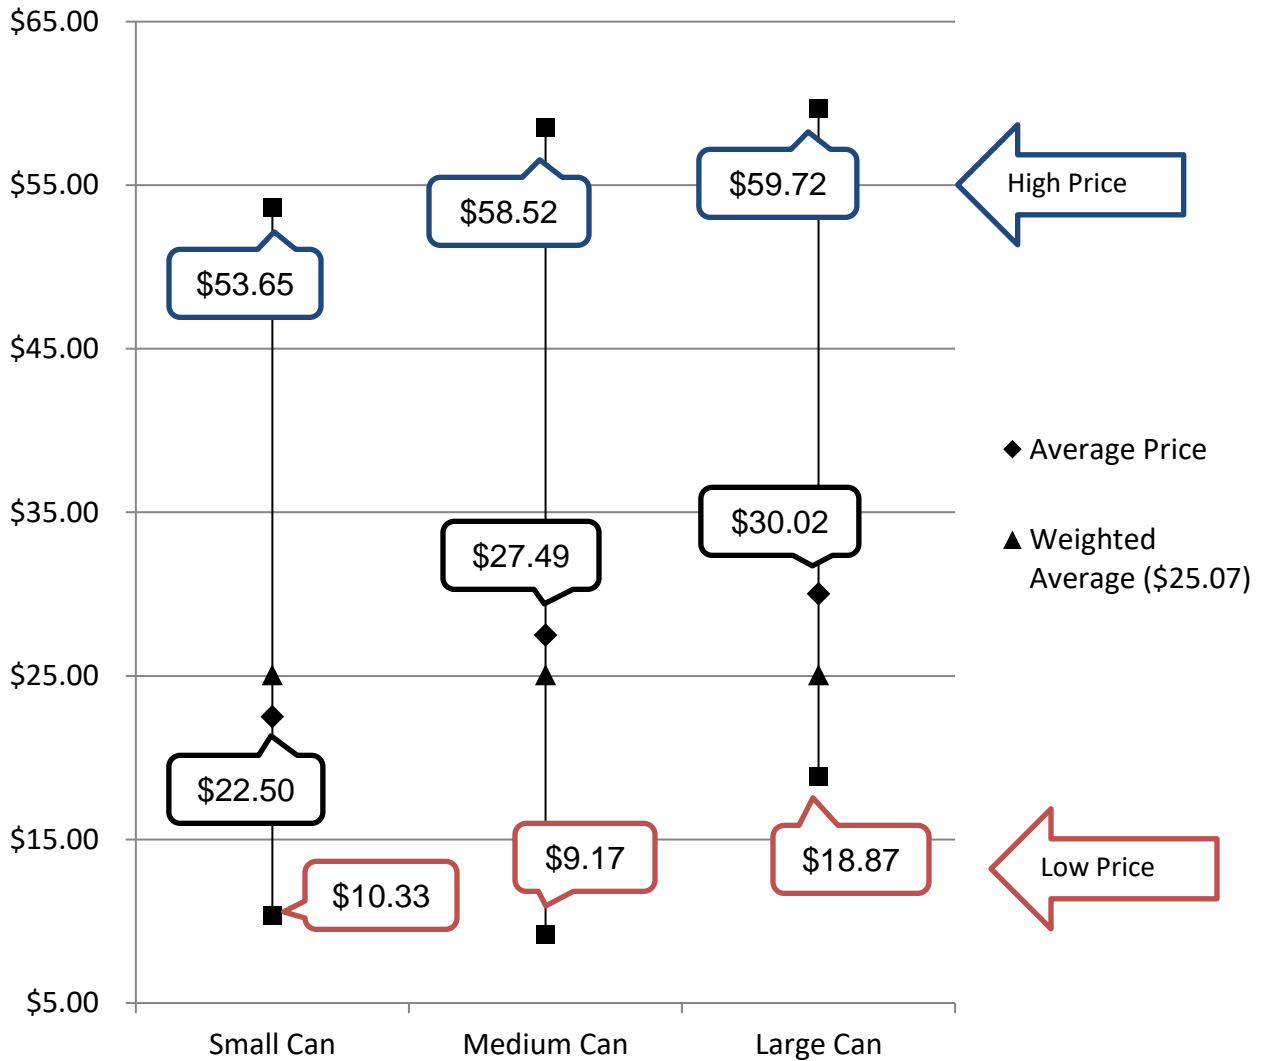 $65.00
$59.72
High Price
$58.52
$55.00
$53.65
$45.00
Average Price
$35.00
$30.02
$27.49
Weighted
Average ($25.07)
$25.00
$22.50
$15.00
$9.17
$18.87
Low Price
$10.33
$5.00
Small Can
Medium Can
Large Can